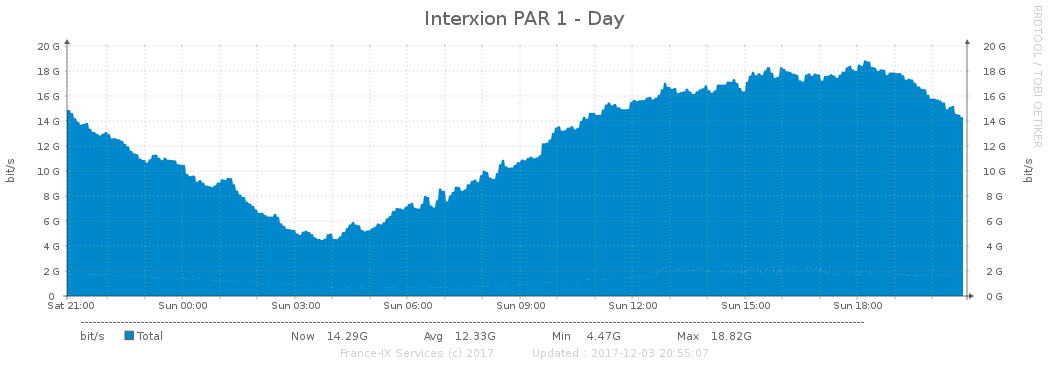 Interxion PAR 1 - Day
RRDTOOL / TOBI OETIKER
20 G 20 G
18 G 18 G
16 G 16 G
14 G 14 G
12 G 12 G
10 G 10 G
8 G 8 G
6 G 6 G
4 G 4 G
2 G 2 G
0 0 G
bit/s bit/s
Sat 21:00 Sun 00:00 Sun 03:00 Sun 06:00 Sun 09:00 Sun 12:00 Sun 15:00 Sun 18:00
bit/s Total Now 14.29G Avg 12.33G Min 4.47G Max 18.82G
France-IX Services (c) 2017 Updated : 2017-12-03 20:55:07